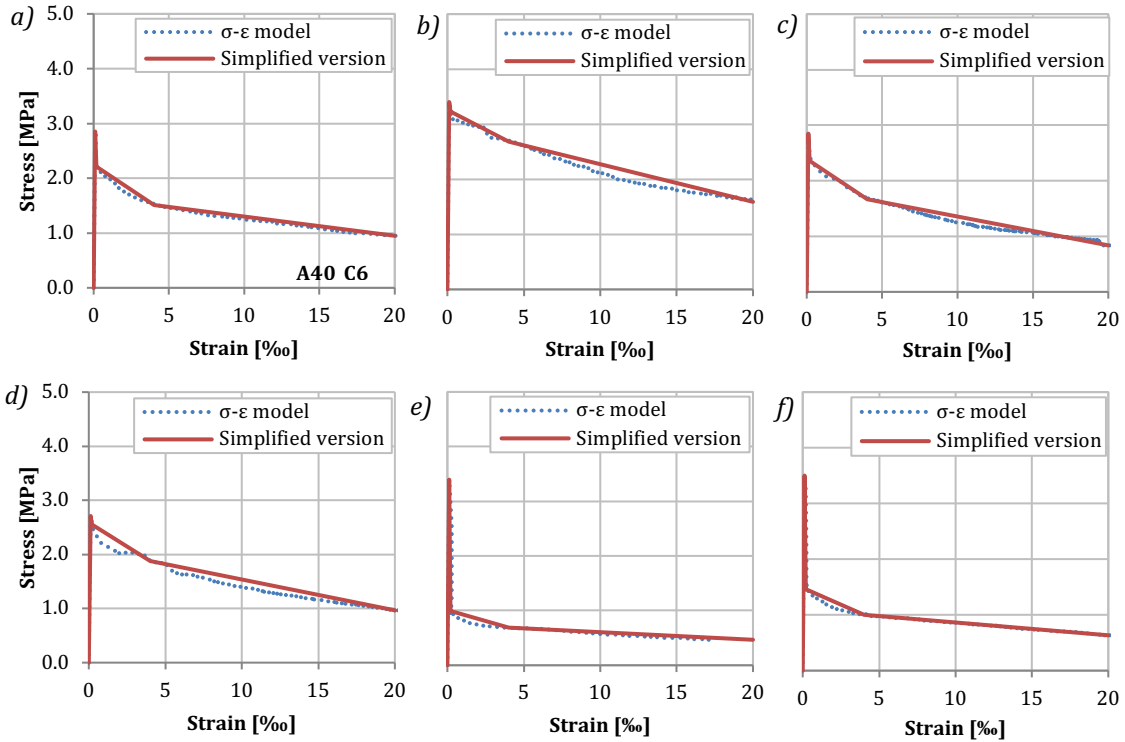 a)
σ-ε model
Simplified version
Stress [MPa]
5.0
4.0
3.0
2.0
1.0
0.0
A40 C6
0 5 10 15 20
Strain [‰]
b)
σ-ε model
Simplified version
0 5 10 15 20
Strain [‰]
c)
σ-ε model
Simplified version
0 5 10 15 20
Strain [‰]
d)
σ-ε model
Simplified version
Stress [MPa]
5.0
4.0
3.0
2.0
1.0
0.0
0 5 10 15 20
Strain [‰]
e)
σ-ε model
Simplified version
0 5 10 15 20
Strain [‰]
f)
σ-ε model
Simplified version
0 5 10 15 20
Strain [‰]